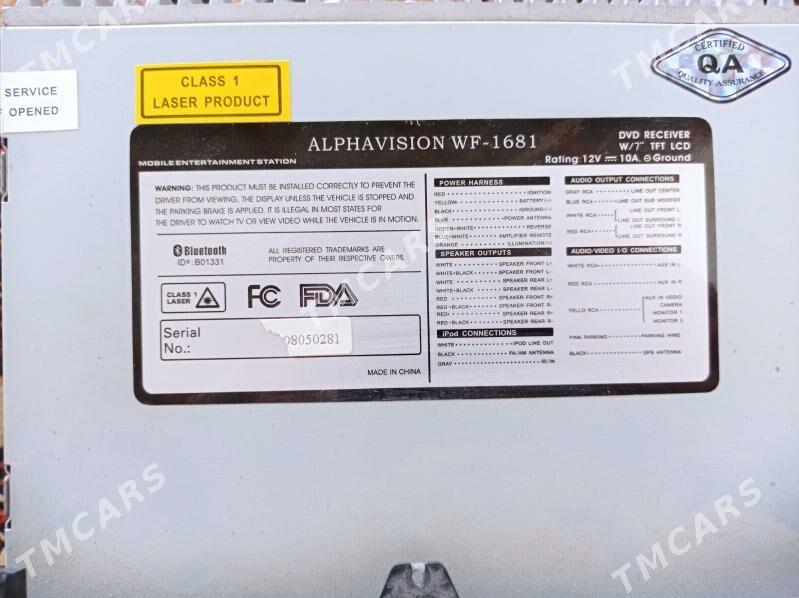 TMCARS
TMCARS
CERTIFIED
QA
QUALITY ASSURANCE
SERVICE
OPENED
CLASS 1
LASER PRODUCT
ALPHAVISION WF-1681
DVD RECEIVER
W/7" TFT LCD
MOBILE ENTERTAINMENT STATION
Rating: 12V 10A. Ground
WARNING: THIS PRODUCT MUST BE INSTALLED CORRECTLY TO PREVENT THE
DRIVER FROM VIEWING, THE DISPLAY UNLESS THE VEHICLE IS STOPPED AND
THE PARKING BRAKE IS APPLIED. IT IS ILLEGAL IN MOST STATES FOR
THE DRIVER TO WATCH TV OR VIEW VIDEO WHILE THE VEHICLE IS IN MOTION.
Bluetooth
ID#:B01331
ALL REGISTERED TRADEMARKS ARE
PROPERTY OF THEIR RESPECTIVE OWERS.
CLASS 1
LASER
FC
FDA
Serial
No.:
08050281
MADE IN CHINA
POWER HARNESS
RED IGNITION
YELLOW BATTERY(+)
BLACK GROUND(-)
BLUE POWER ANTENNA
GREEN+WHITE REVERSE
BLUE+WHITE AMPLIFIER REMOTE
ORANGE ILLUMINATION(+)
SPEAKER OUTPUTS
WHITE SPEAKER FRONT L+
WHITE+BLACK SPEAKER FRONT L-
WHITE SPEAKER REAR L+
WHITE+BLACK SPEAKER REAR L-
RED SPEAKER FRONT R+
RED+BLACK SPEAKER FRONT R-
RED SPEAKER REAR R+
RED+BLACK SPEAKER REAR R-
iPod CONNECTIONS
WHITE IPOD LINE OUT
BLACK FA/AM ANTENNA
GRAY IR/IN
AUDIO OUTPUT CONNECTIONS
GRAY RCA LINE OUT CENTER
BLUE RCA LINE OUT SUB WOOFER
WHITE RCA LINE OUT FRONT L
LINE OUT SURROUND L
RED RCA LINE OUT FRONT R
LINE OUT SURROUND R
AUDIO/VIDEO I/O CONNECTIONS
WHITE RCA AUX IN L
RED RCA AUX IN R
YELLOW RCA AUX IN VEDIO
CAMERA
MONITOR 1
MONITOR 2
PINK PARKING PARKING WIRE
BLACK GPS ANTENNA
TMCARS
TMCARS
TMCARS
TMCARS